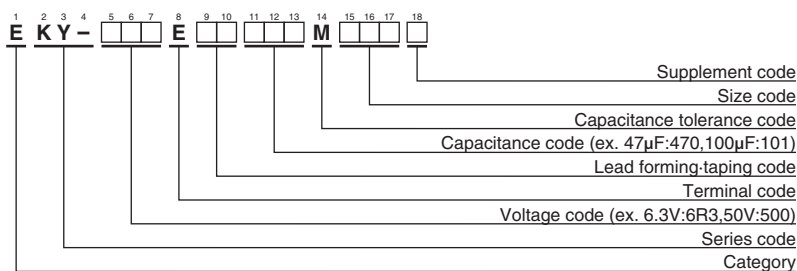 1 2 3 4 5 6 7 8 9 10 11 12 13 14 15 16 17 18
E KY– □□□ E □□ □□□ M □□□ □
Supplement code
Size code
Capacitance tolerance code
Capacitance code (ex. 47μF:470,100μF:101)
Lead forming·taping code
Terminal code
Voltage code (ex. 6.3V:6R3,50V:500)
Series code
Category